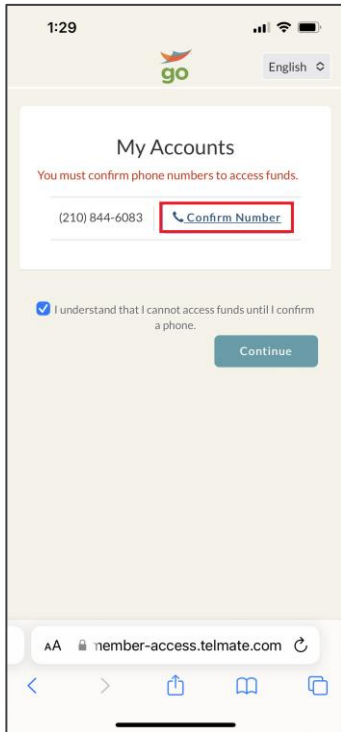 1:29
go
English
My Accounts
You must confirm phone numbers to access funds.
(210) 844-6083 Confirm Number
I understand that I cannot access funds until I confirm
a phone.
Continue
AA nember-access.telmate.com